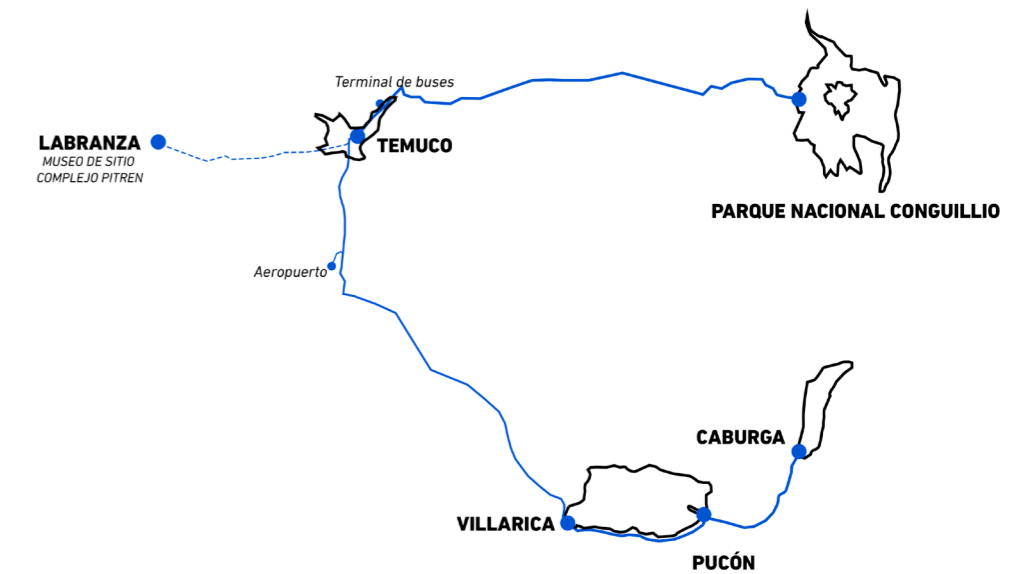 Terminal de buses
LABRANZA
MUSEO DE SITIO
COMPLEJO PITREN
TEMUCO
PARQUE NACIONAL CONGUILLIO
Aeropuerto
CABURGA
VILLARICA
PUCÓN